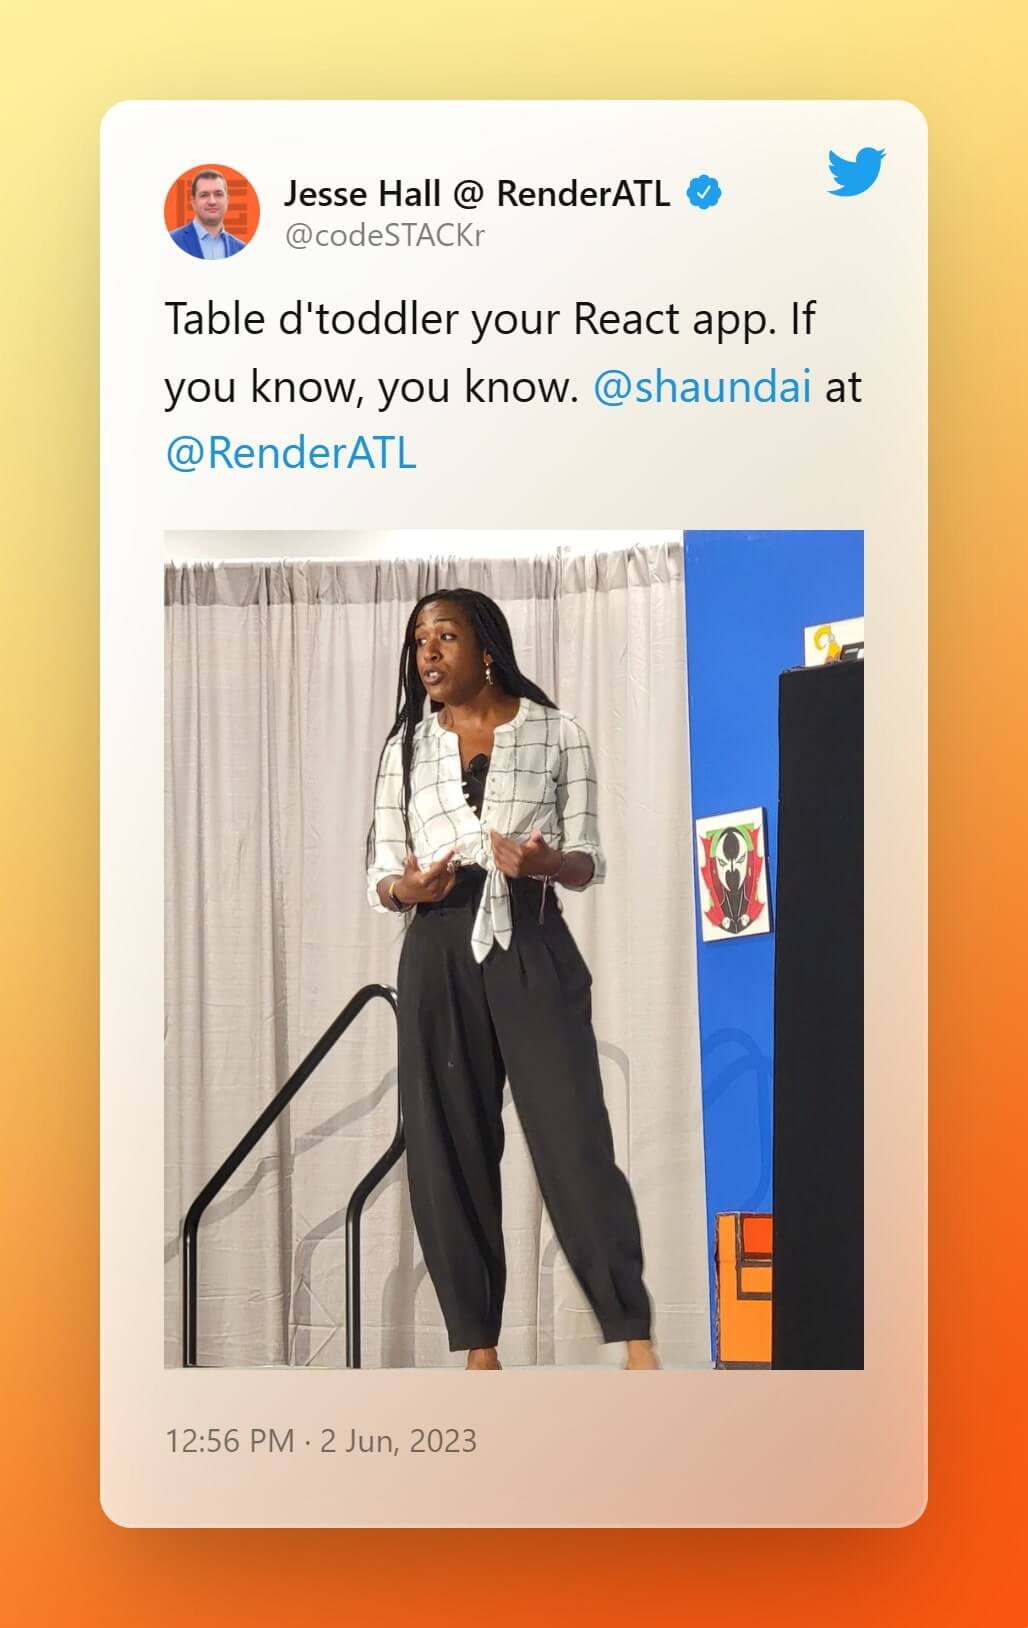 Jesse Hall @ RenderATL
@codeSTACKr
Table d'toddler your React app. If
you know, you know. @shaundai at
@RenderATL
12:56 PM · 2 Jun, 2023